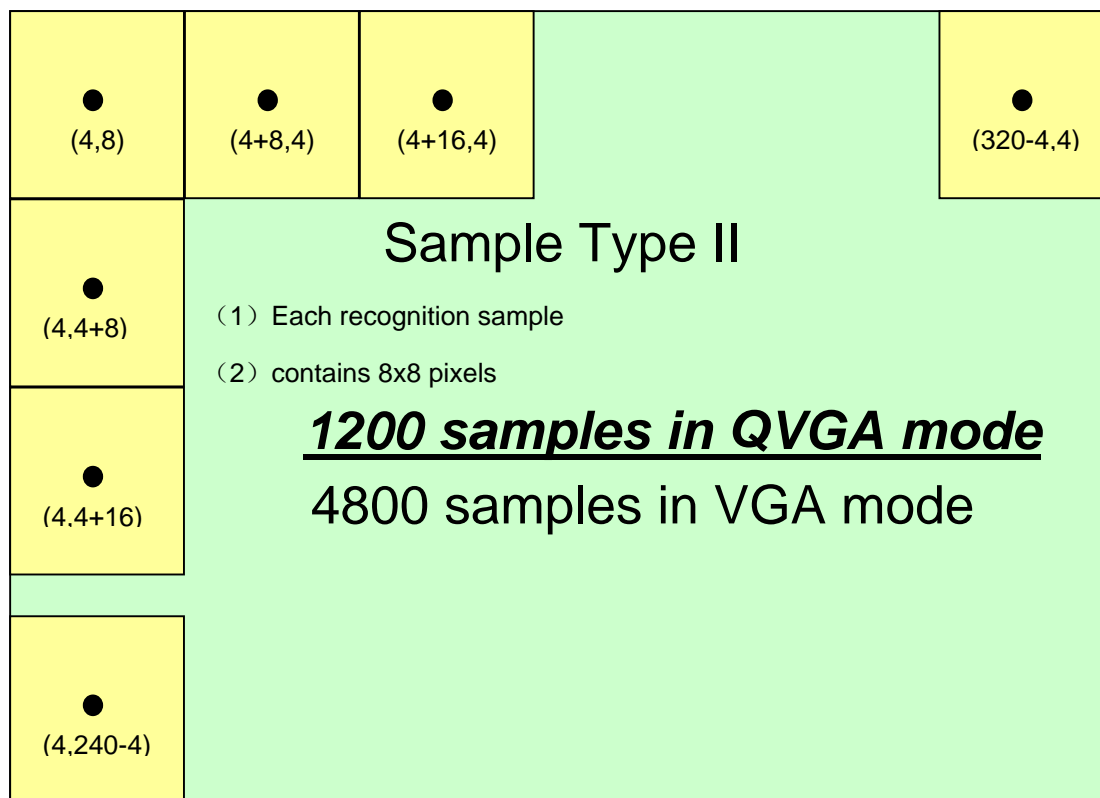 (4,8) (4+8,4) (4+16,4) (320-4,4)
Sample Type II
(4,4+8)
（1）Each recognition sample
（2）contains 8x8 pixels
1200 samples in QVGA mode
(4,4+16)
4800 samples in VGA mode
(4,240-4)